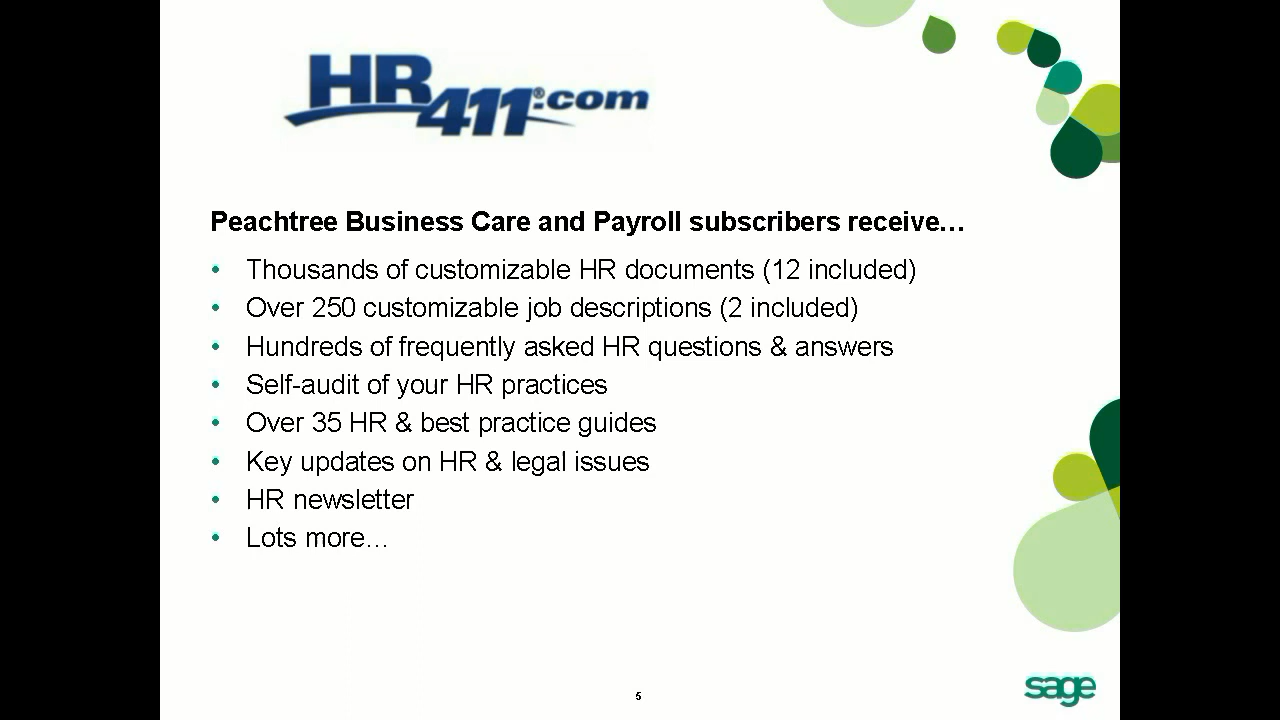 HR411®.com
Peachtree Business Care and Payroll subscribers receive…
• Thousands of customizable HR documents (12 included)
• Over 250 customizable job descriptions (2 included)
• Hundreds of frequently asked HR questions & answers
• Self-audit of your HR practices
• Over 35 HR & best practice guides
• Key updates on HR & legal issues
• HR newsletter
• Lots more…
5
sage